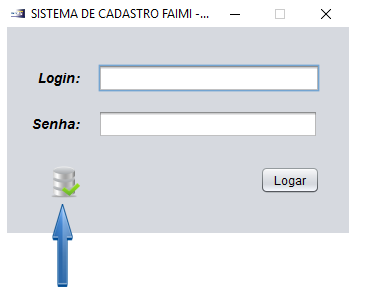 SISTEMA DE CADASTRO FAIMI -...
Login:
Senha:
Logar